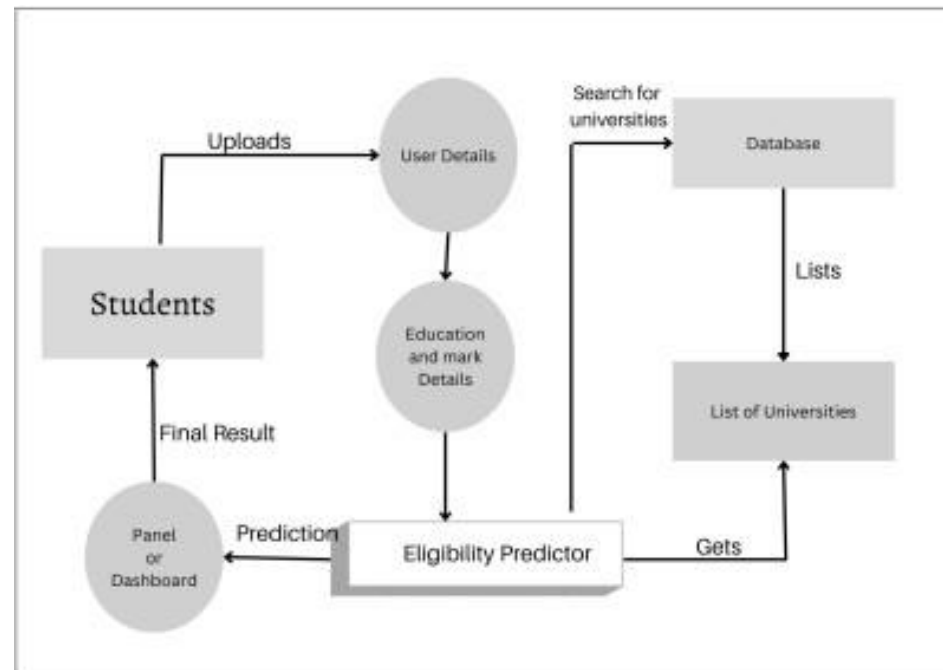 Search for
universities
Uploads
User Details
Database
Students
Lists
Education
and mark
Details
List of Universities
Final Result
Panel
or
Dashboard
Prediction
Eligibility Predictor
Gets